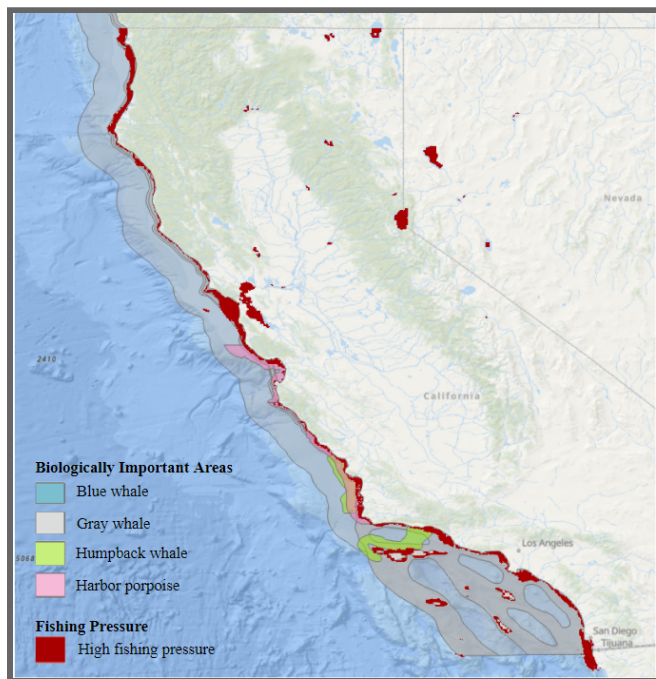 Nevada
2410
California
Biologically Important Areas
Blue whale
Gray whale
Humpback whale
Harbor porpoise
5068
Los Angeles
Fishing Pressure
High fishing pressure
San Diego
Tijuana